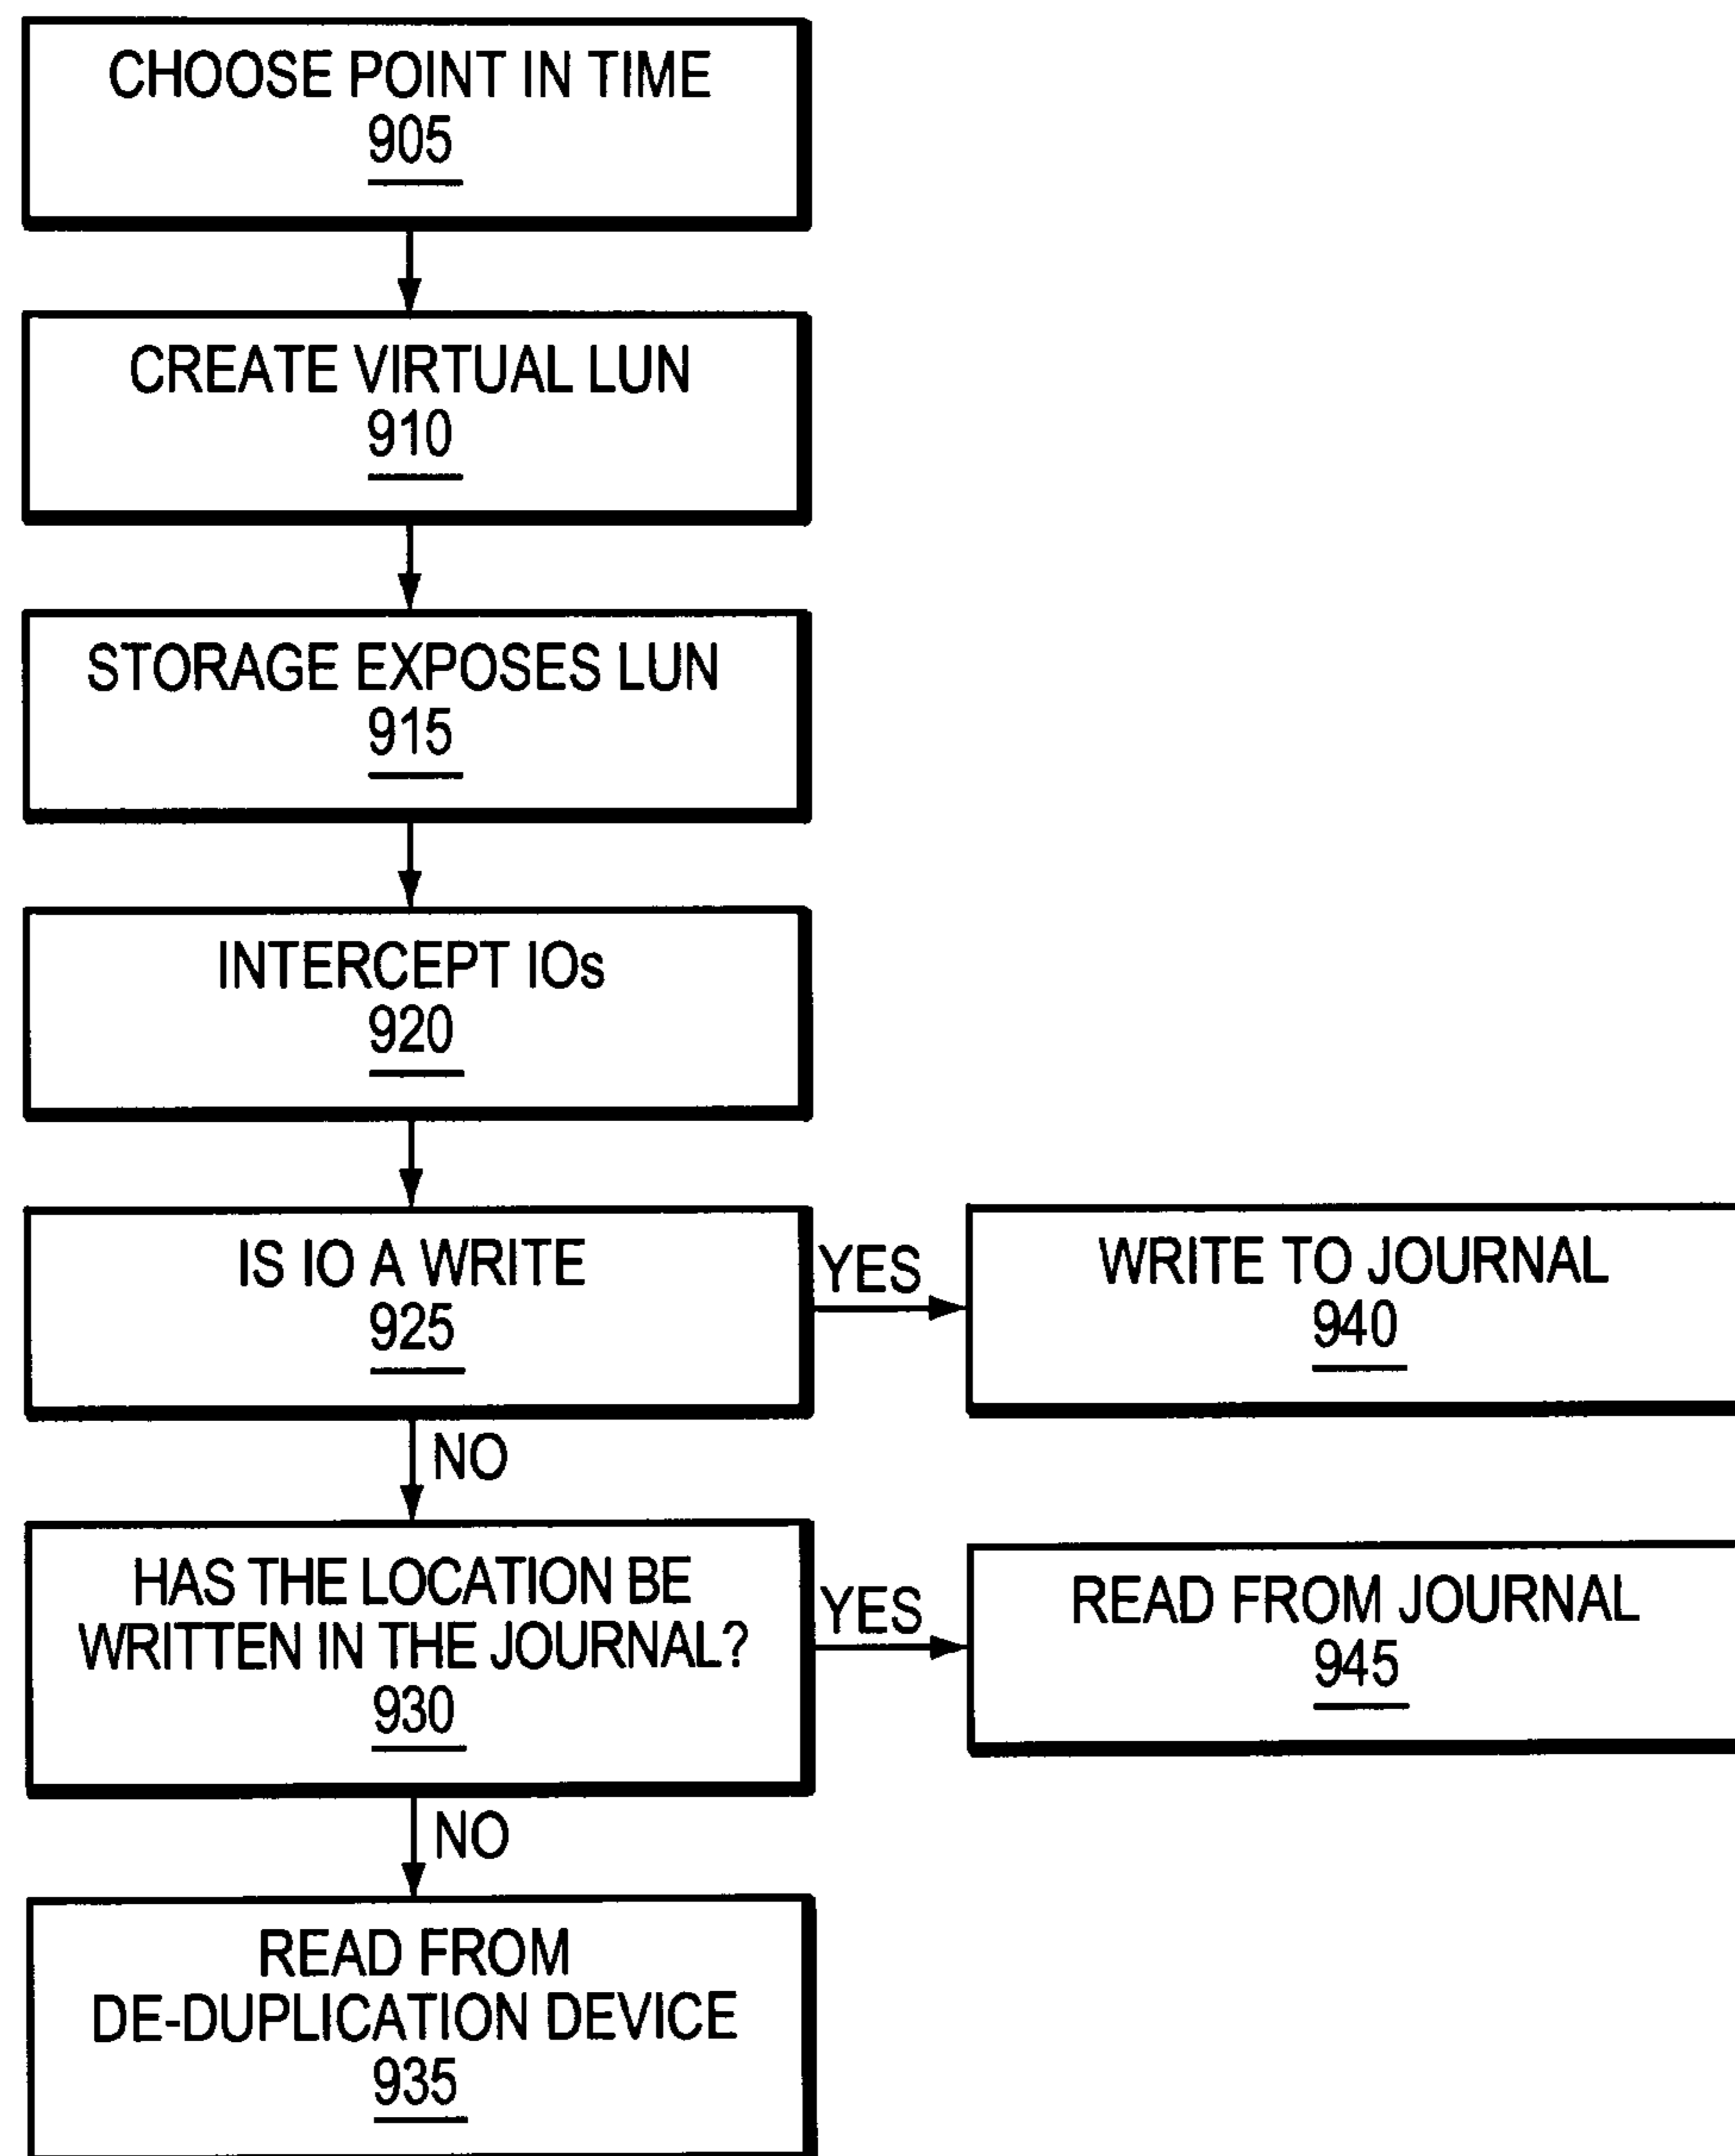 CHOOSE POINT IN TIME
905
CREATE VIRTUAL LUN
910
STORAGE EXPOSES LUN
915
INTERCEPT IOs
920
IS IO A WRITE
925
YES
WRITE TO JOURNAL
940
NO
HAS THE LOCATION BE
WRITTEN IN THE JOURNAL?
930
YES
READ FROM JOURNAL
945
NO
READ FROM
DE-DUPLICATION DEVICE
935